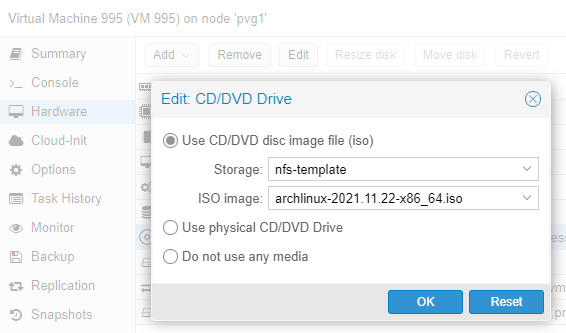 Virtual Machine 995 (VM 995) on node 'pvg1'
Summary
Add Remove Edit Resize disk Move disk Revert
Console
Edit: CD/DVD Drive
Hardware
Cloud-Init
Use CD/DVD disc image file (iso)
Options
Storage: nfs-template
Task History
ISO image: archlinux-2021.11.22-x86_64.iso
Monitor
Use physical CD/DVD Drive
Backup
Do not use any media
Replication
Snapshots
OK Reset